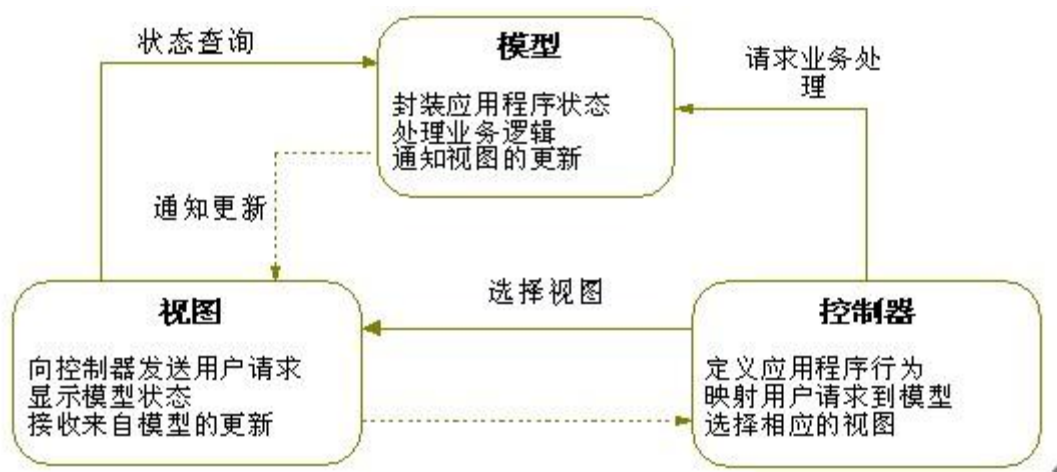 状态查询
模型
封装应用程序状态
处理业务逻辑
通知视图的更新
请求业务处
理
通知更新
选择视图
视图
向控制器发送用户请求
显示模型状态
接收来自模型的更新
控制器
定义应用程序行为
映射用户请求到模型
选择相应的视图